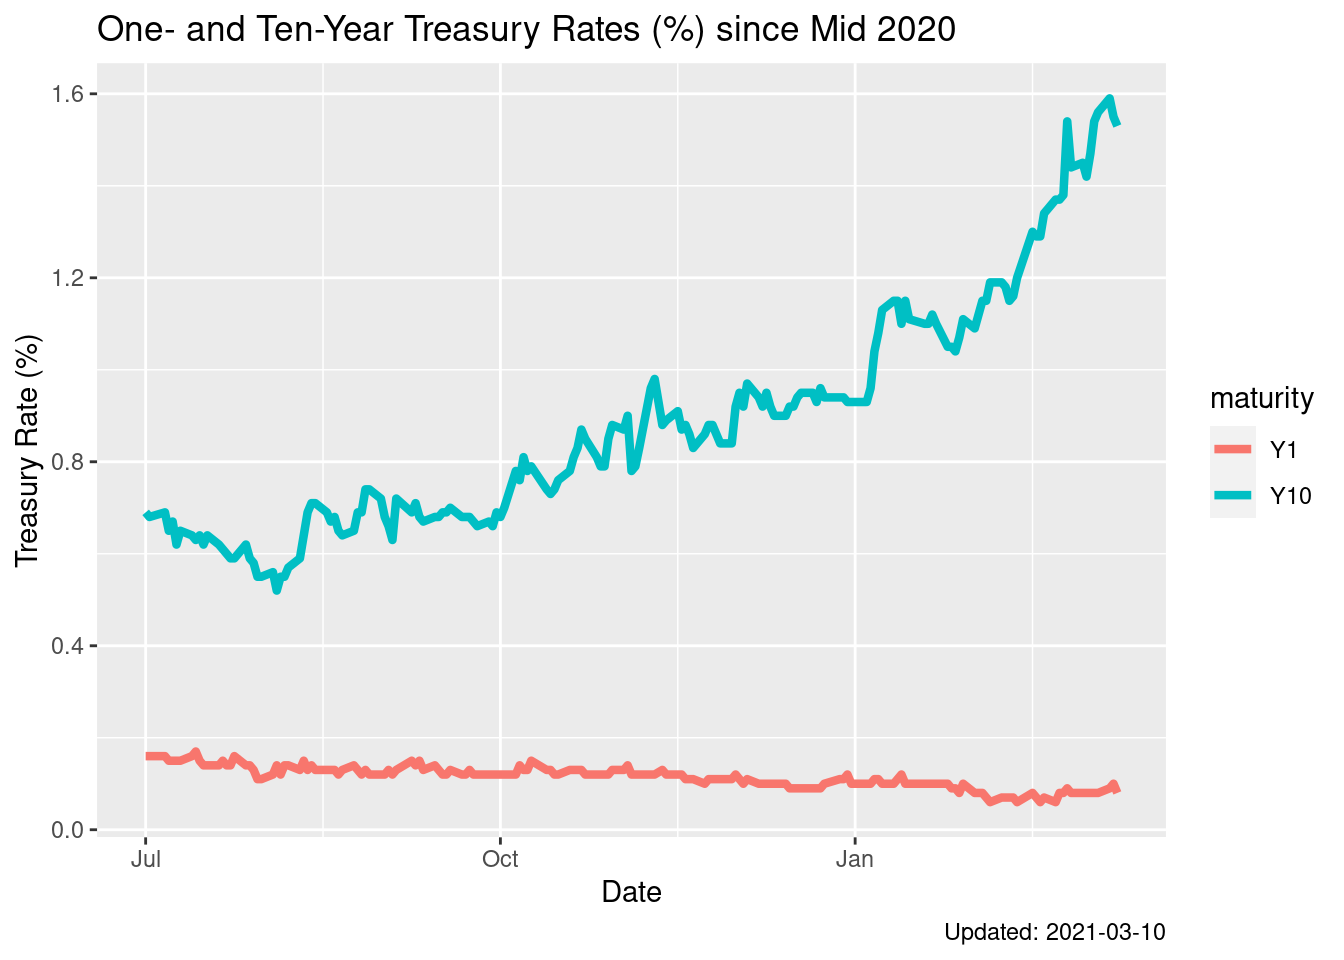 One- and Ten-Year Treasury Rates (%) since Mid 2020
Treasury Rate (%)
1.6
1.2
0.8
0.4
0.0
Jul
Oct
Jan
Date
maturity
Y1
Y10
Updated: 2021-03-10